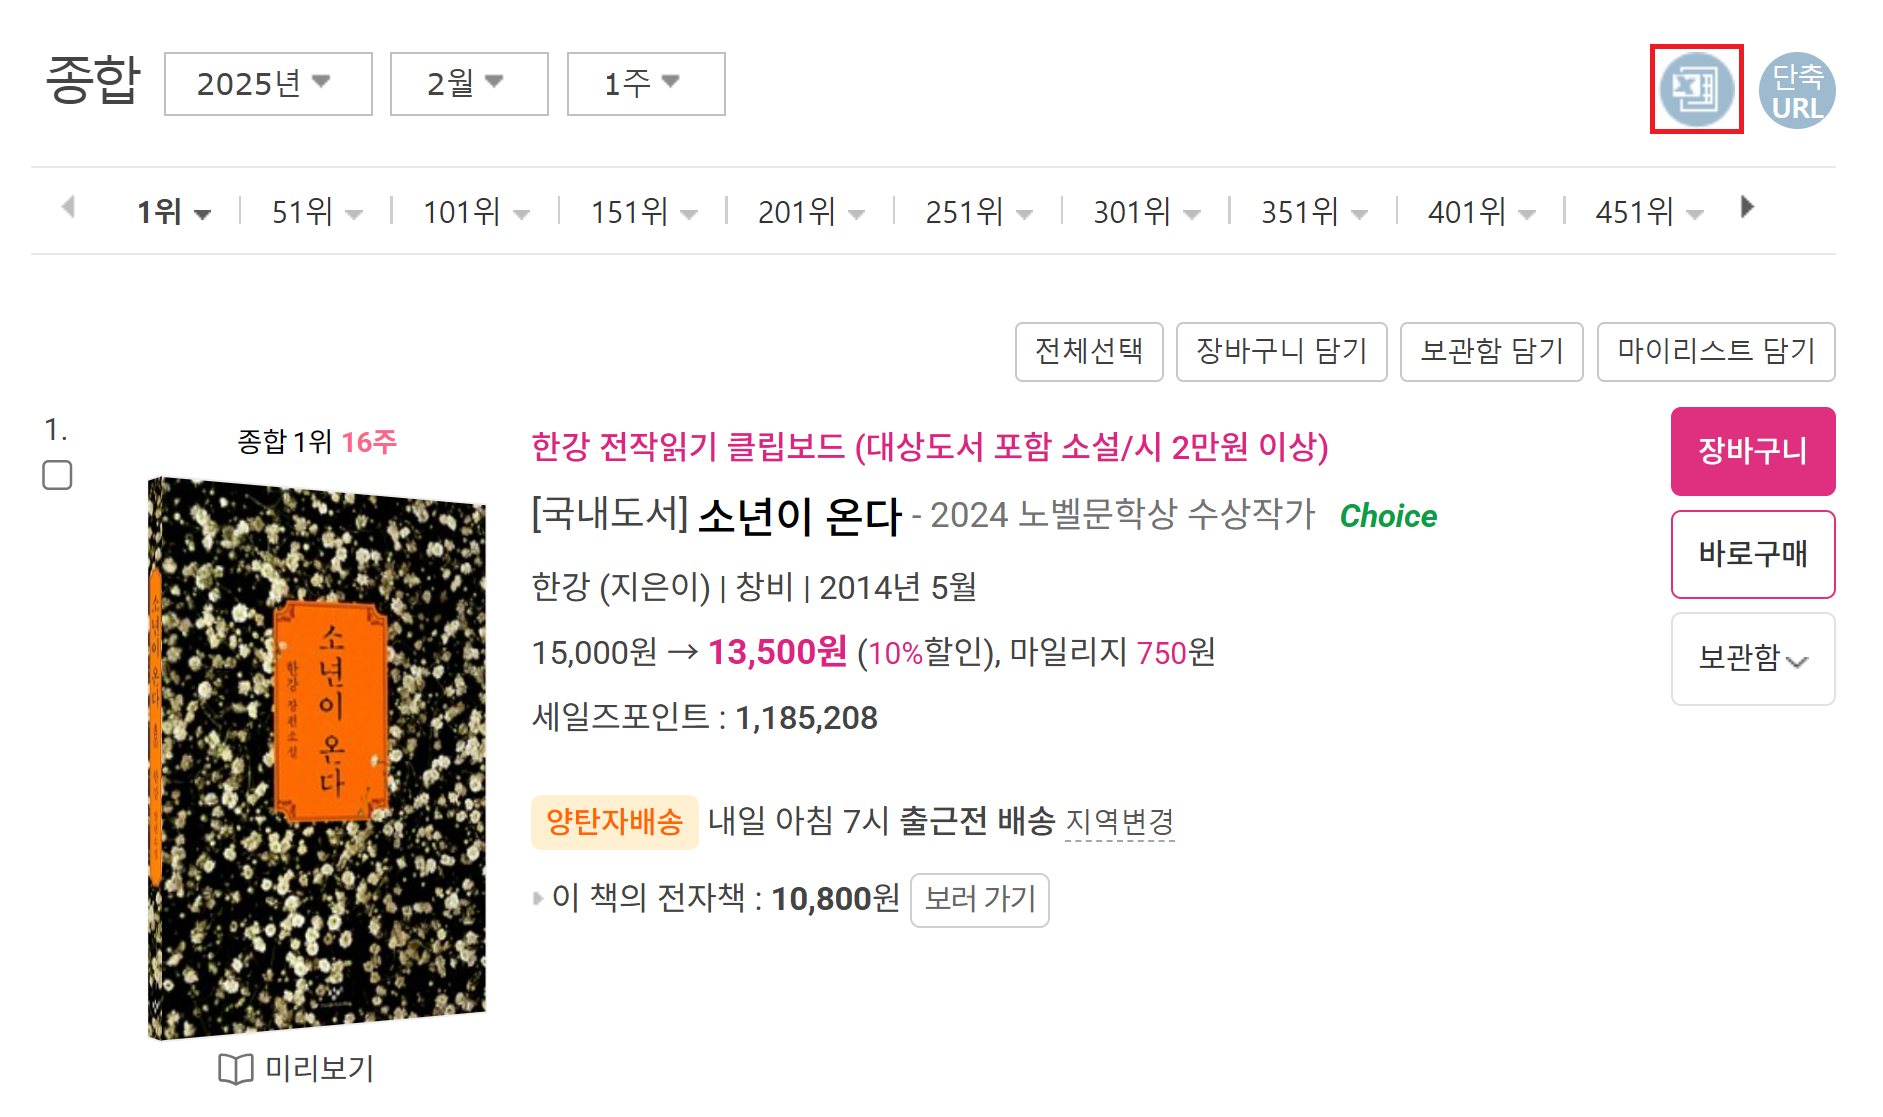 종합 2025년 2월 1주 단축 URL
1위 51위 101위 151위 201위 251위 301위 351위 401위 451위
전체선택 장바구니 담기 보관함 담기 마이리스트 담기
1.
종합 1위 16주
소년이 온다
한강 장편소설
미리보기
한강 전작읽기 클립보드 (대상도서 포함 소설/시 2만원 이상)
[국내도서] 소년이 온다 - 2024 노벨문학상 수상작가 Choice
한강 (지은이) | 창비 | 2014년 5월
15,000원 → 13,500원 (10%할인), 마일리지 750원
세일즈포인트 : 1,185,208
양탄자배송 내일 아침 7시 출근전 배송 지역변경
이 책의 전자책 : 10,800원 보러 가기
장바구니
바로구매
보관함